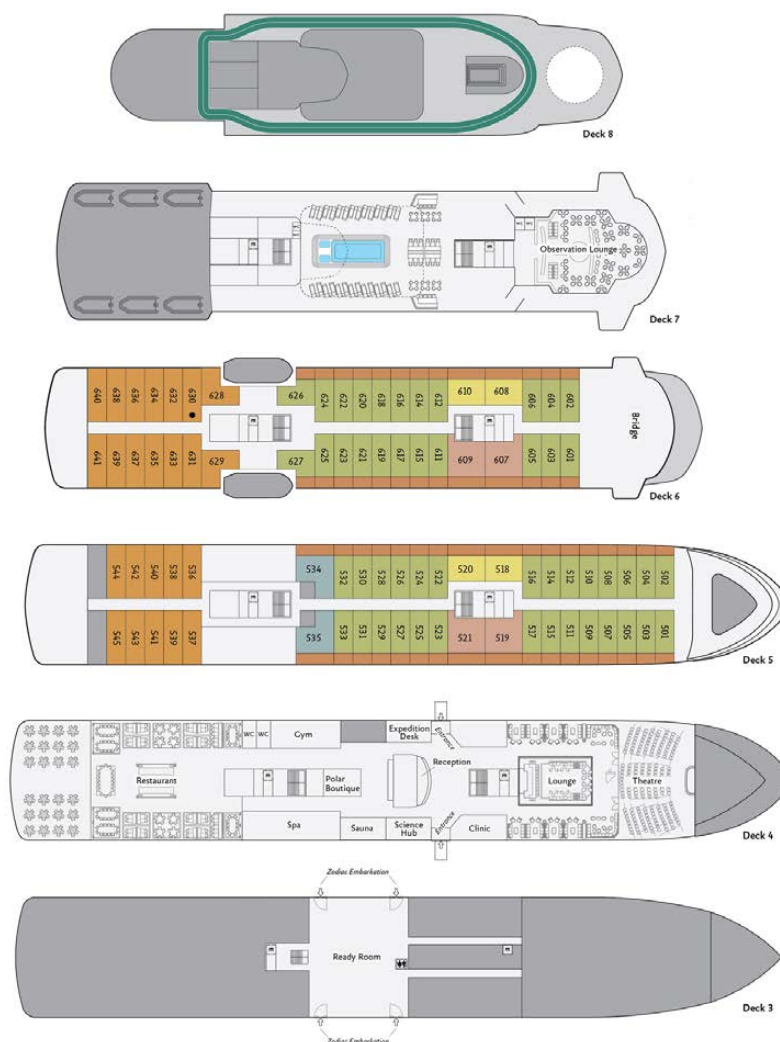 Deck 8
Observation Lounge
Deck 7
640 638 636 634 632 630 628 626 624 622 620 618 616 614 612 610 608 606 604 602
Bridge
641 639 637 635 633 631 629 627 625 623 621 619 617 615 611 609 607 605 603 601
Deck 6
544 542 540 538 536 534 532 530 528 526 524 522 520 518 516 514 512 510 508 506 504 502
545 543 541 539 537 535 533 531 529 527 525 523 521 519 517 515 511 509 507 505 503 501
Deck 5
WC WC Gym Expedition
Desk
Entrance
Reception
Restaurant Polar
Boutique
Lounge Theatre
Spa Sauna Science
Hub
Entrance
Clinic
Deck 4
Zodiac Embarkation
Ready Room
Deck 3
Zodiac Embarkation